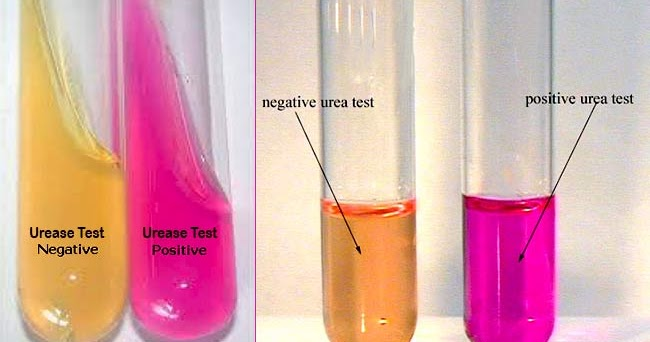 Urease Test
Negative
Urease Test
Positive
negative urea test
positive urea test